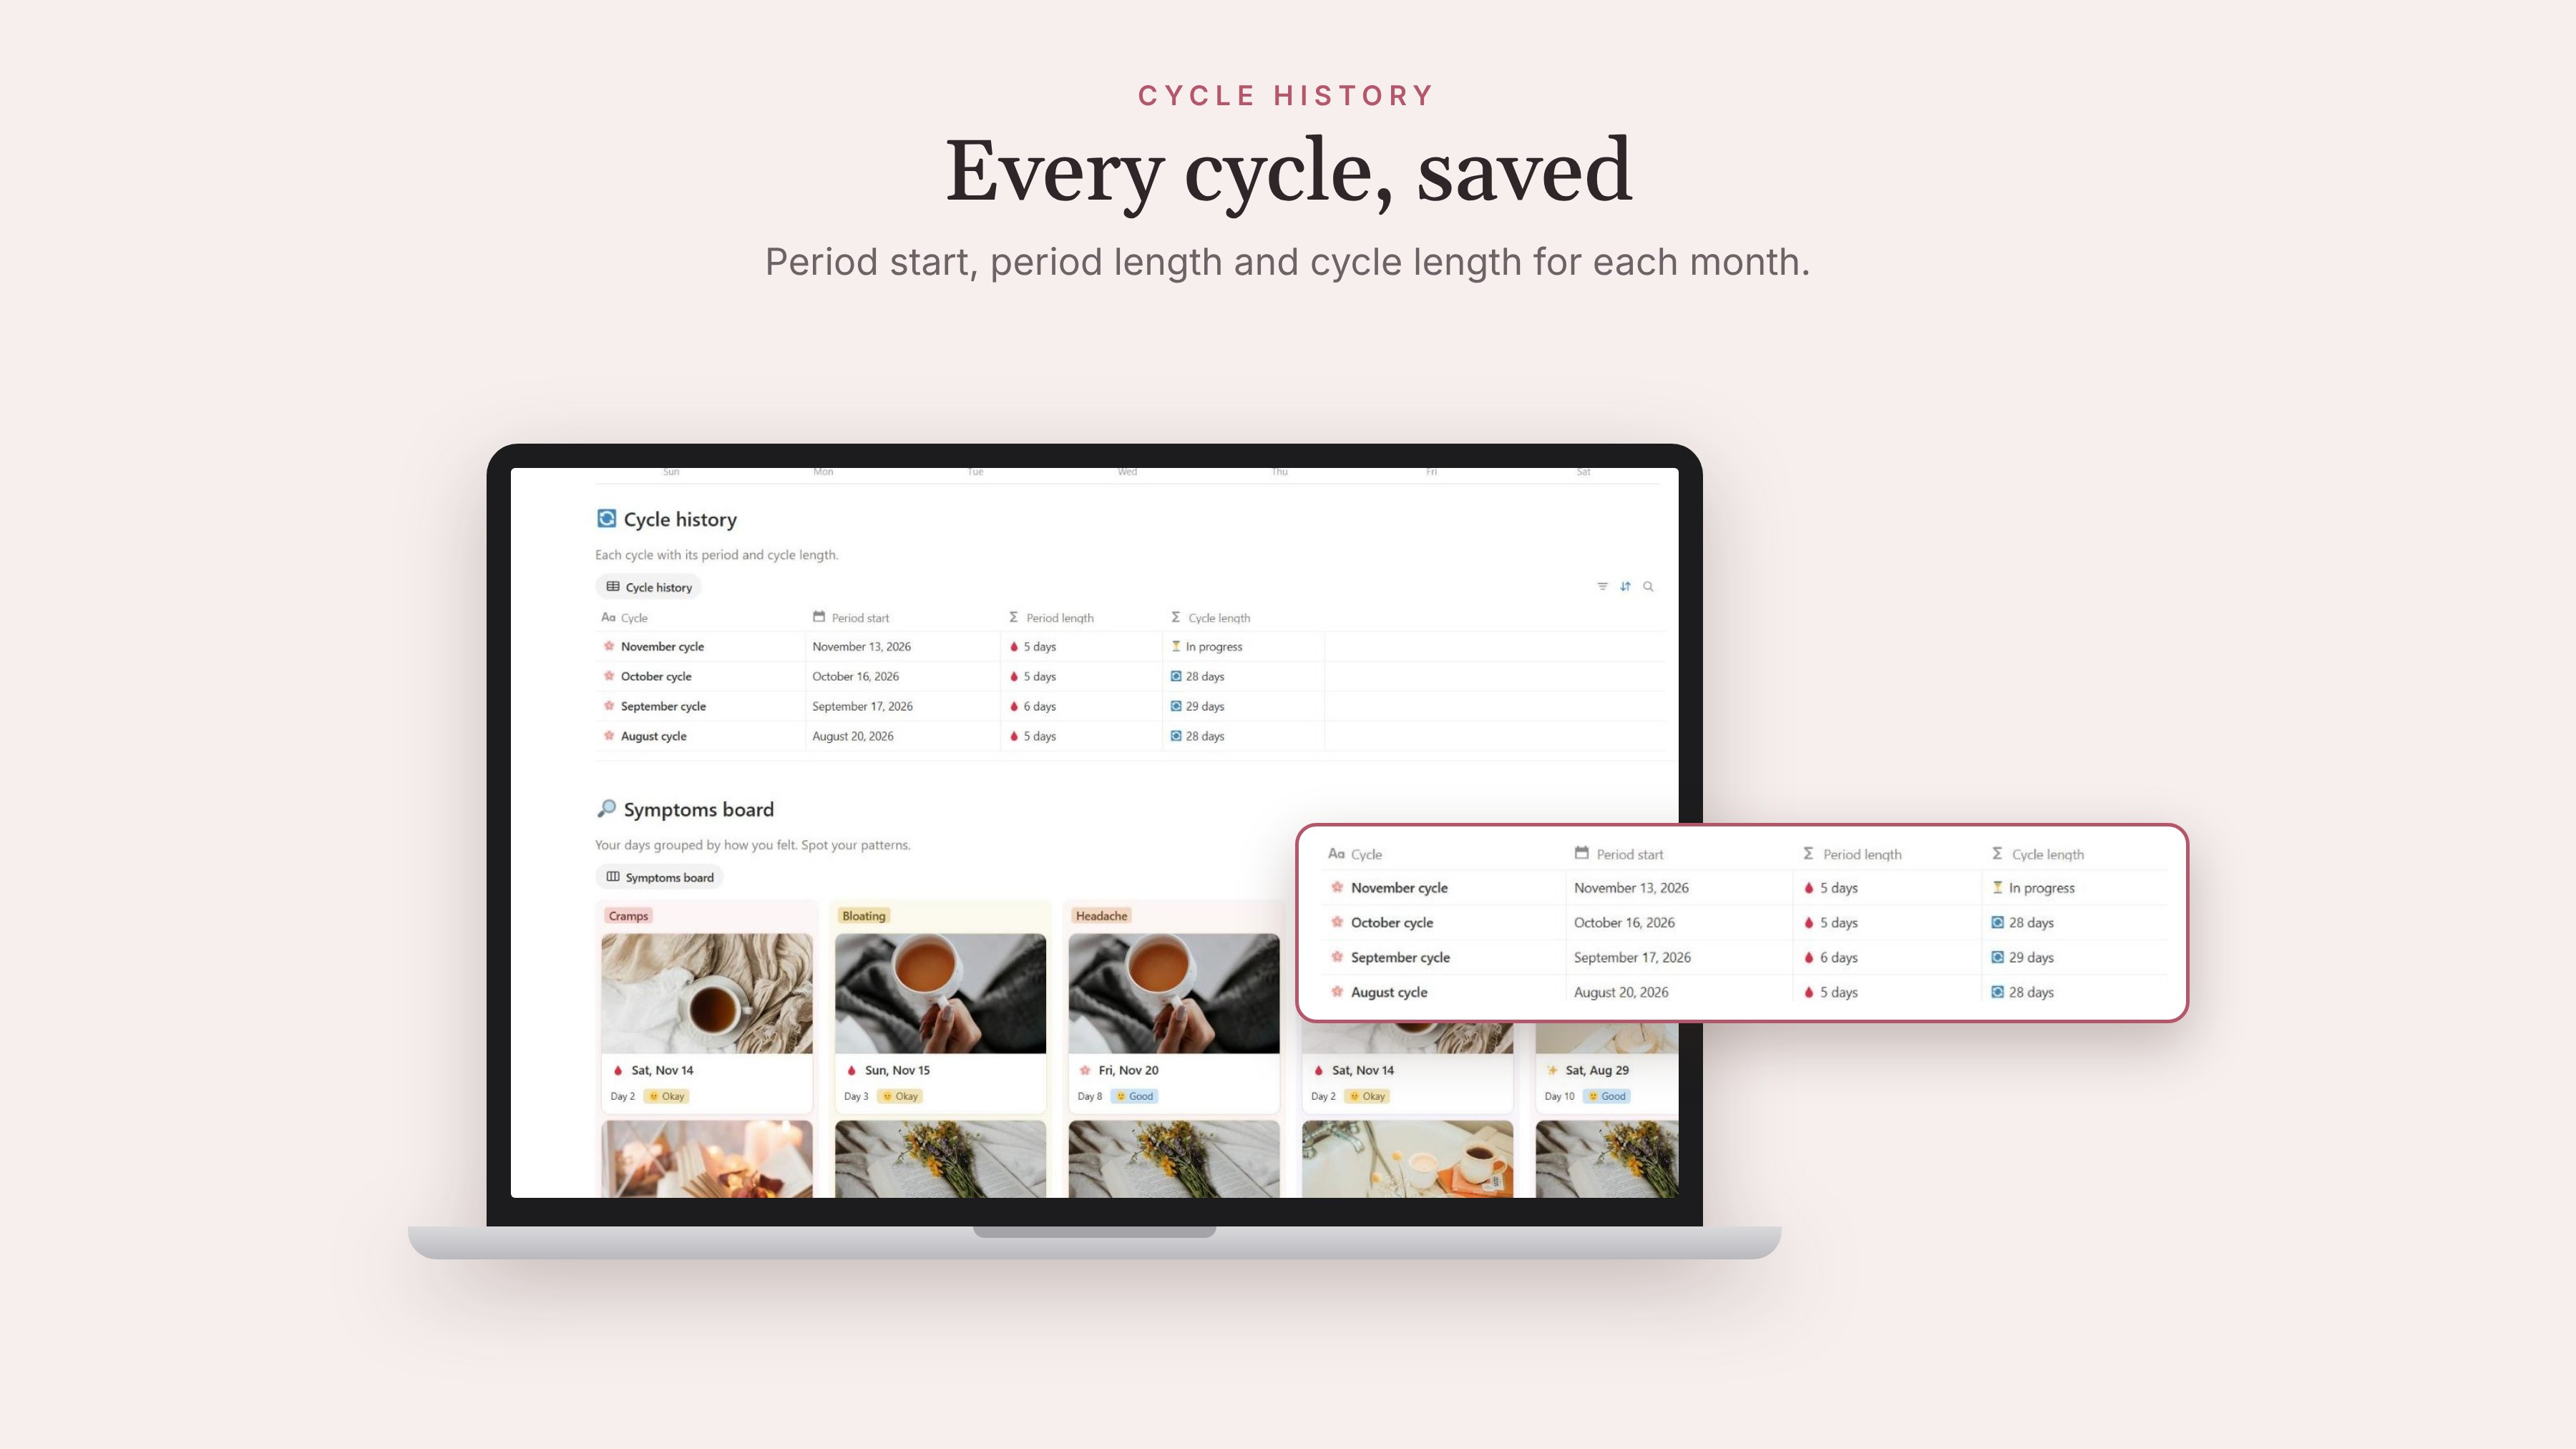 CYCLE HISTORY
Every cycle, saved
Period start, period length and cycle length for each month.
Sun Mon Tue Wed Thu Fri Sat
Cycle history
Each cycle with its period and cycle length.
Cycle history
Aa Cycle Period start Σ Period length Σ Cycle length
November cycle November 13, 2026 5 days In progress
October cycle October 16, 2026 5 days 28 days
September cycle September 17, 2026 6 days 29 days
August cycle August 20, 2026 5 days 28 days
Symptoms board
Your days grouped by how you felt. Spot your patterns.
Symptoms board
Cramps Bloating Headache
Sat, Nov 14 Sun, Nov 15 Fri, Nov 20 Sat, Nov 14 Sat, Aug 29
Day 2 Okay Day 3 Okay Day 8 Good Day 2 Okay Day 10 Good
Aa Cycle Period start Σ Period length Σ Cycle length
November cycle November 13, 2026 5 days In progress
October cycle October 16, 2026 5 days 28 days
September cycle September 17, 2026 6 days 29 days
August cycle August 20, 2026 5 days 28 days